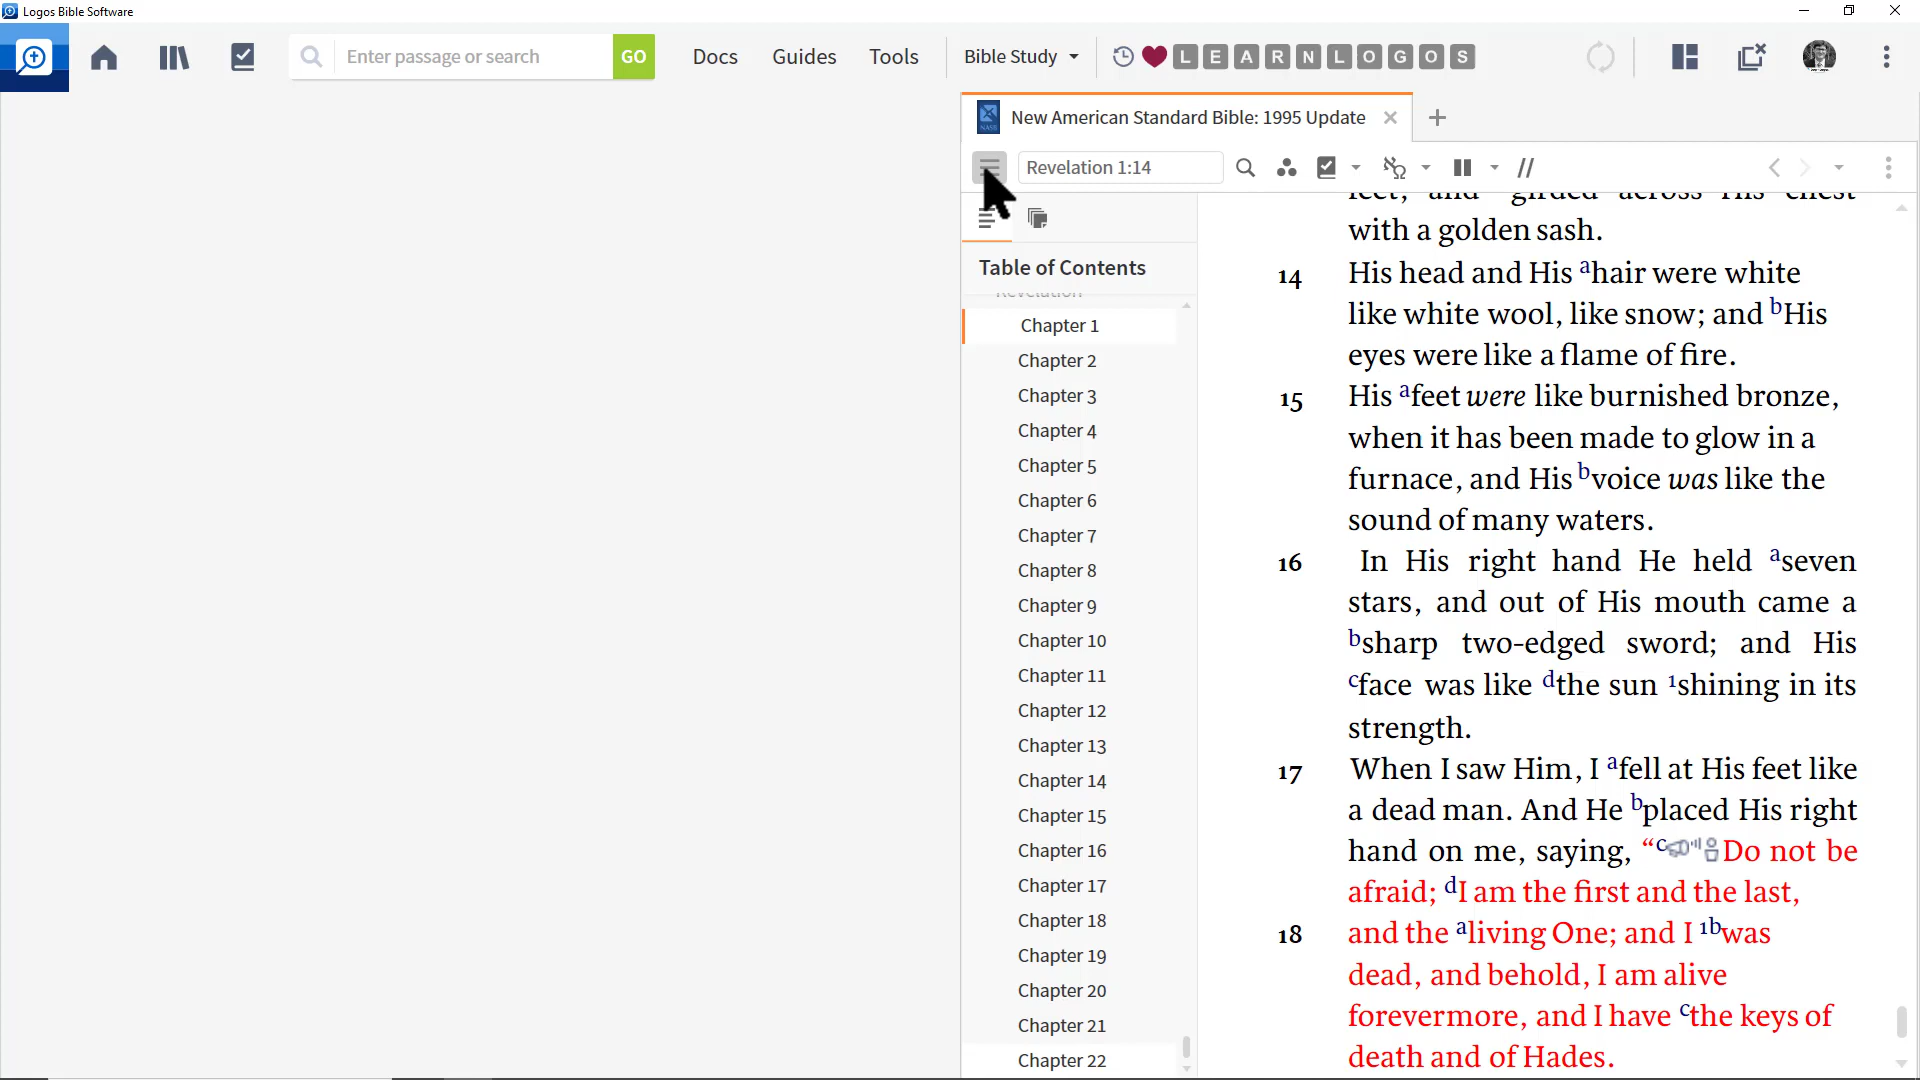 Logos Bible Software
Enter passage or search
GO
Docs
Guides
Tools
Bible Study
L E A R N L O G O S
New American Standard Bible: 1995 Update
Revelation 1:14
Table of Contents
Revelation
Chapter 1
Chapter 2
Chapter 3
Chapter 4
Chapter 5
Chapter 6
Chapter 7
Chapter 8
Chapter 9
Chapter 10
Chapter 11
Chapter 12
Chapter 13
Chapter 14
Chapter 15
Chapter 16
Chapter 17
Chapter 18
Chapter 19
Chapter 20
Chapter 21
Chapter 22
feet, and girded across His chest
with a golden sash.
14 His head and His ahair were white
like white wool, like snow; and bHis
eyes were like a flame of fire.
15 His afeet were like burnished bronze,
when it has been made to glow in a
furnace, and His bvoice was like the
sound of many waters.
16 In His right hand He held aseven
stars, and out of His mouth came a
bsharp two-edged sword; and His
cface was like dthe sun 1shining in its
strength.
17 When I saw Him, I afell at His feet like
a dead man. And He bplaced His right
hand on me, saying, “cDo not be
afraid; dI am the first and the last,
18 and the aliving One; and I 1bwas
dead, and behold, I am alive
forevermore, and I have cthe keys of
death and of Hades.